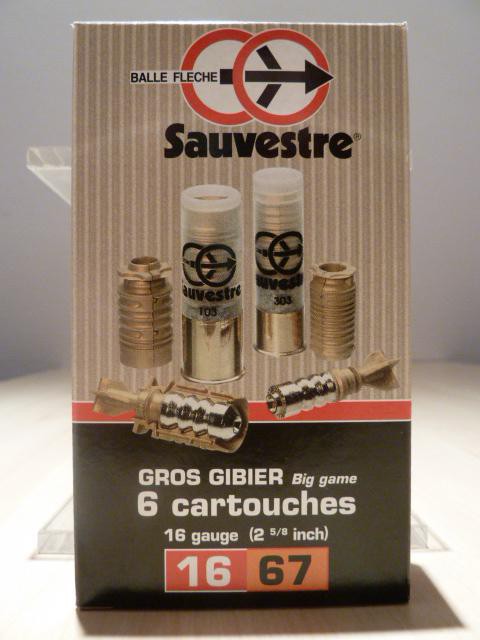 BALLE FLECHE
Sauvestre®
Sauvestre
103
Sauvestre
303
GROS GIBIER Big game
6 cartouches
16 gauge (2 5/8 inch)
16 67